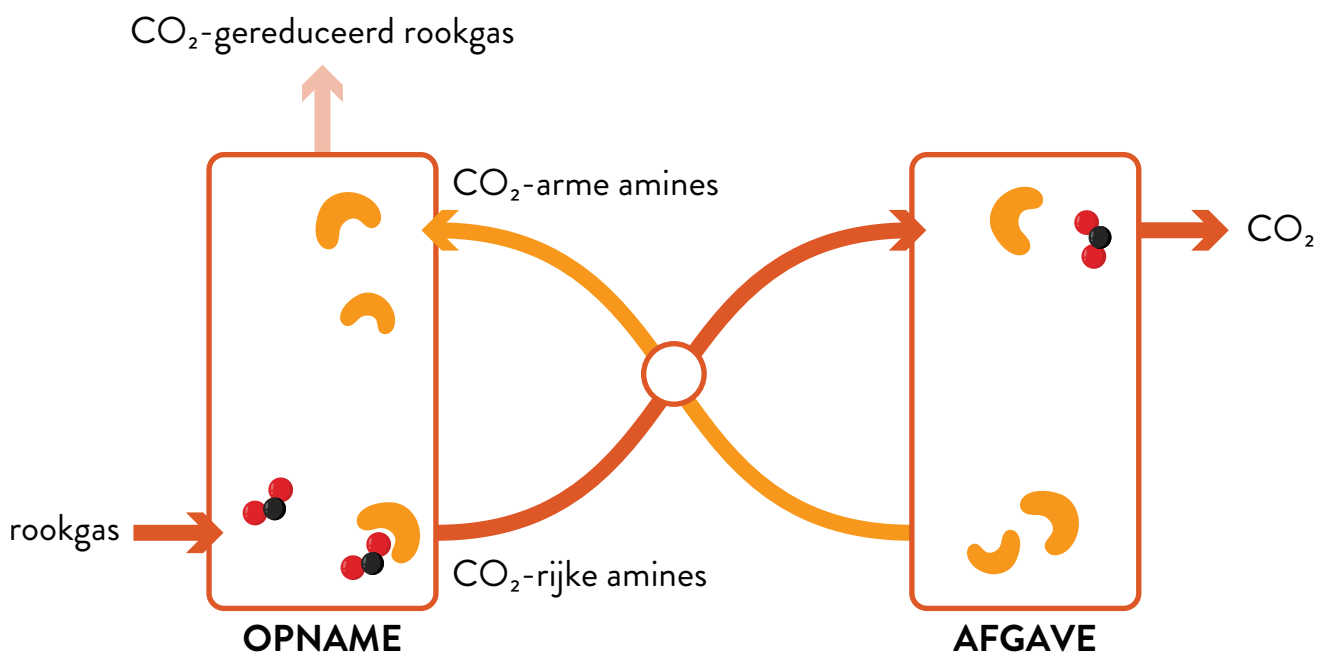 CO₂-gereduceerd rookgas
CO₂-arme amines
CO₂
rookgas
CO₂-rijke amines
OPNAME
AFGAVE